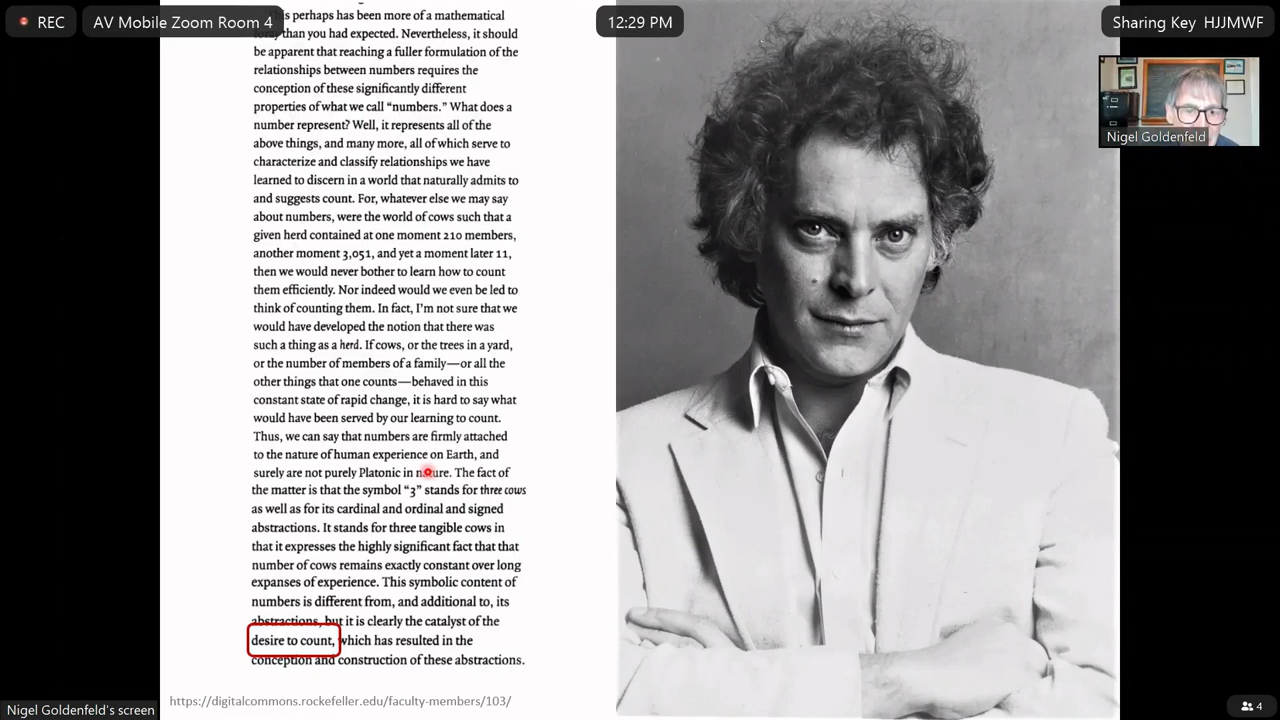 REC
AV Mobile Zoom Room 4
12:29 PM
Sharing Key HJJMWF
Nigel Goldenfeld
perhaps has been more of a mathematical
than you had expected. Nevertheless, it should
be apparent that reaching a fuller formulation of the
relationships between numbers requires the
conception of these significantly different
properties of what we call “numbers.” What does a
number represent? Well, it represents all of the
above things, and many more, all of which serve to
characterize and classify relationships we have
learned to discern in a world that naturally admits to
and suggests count. For, whatever else we may say
about numbers, were the world of cows such that a
given herd contained at one moment 210 members,
another moment 3,051, and yet a moment later 11,
then we would never bother to learn how to count
them efficiently. Nor indeed would we even be led to
think of counting them. In fact, I’m not sure that we
would have developed the notion that there was
such a thing as a herd. If cows, or the trees in a yard,
or the number of members of a family—or all the
other things that one counts—behaved in this
constant state of rapid change, it is hard to say what
would have been served by our learning to count.
Thus, we can say that numbers are firmly attached
to the nature of human experience on Earth, and
surely are not purely Platonic in nature. The fact of
the matter is that the symbol “3” stands for three cows
as well as for its cardinal and ordinal and signed
abstractions. It stands for three tangible cows in
that it expresses the highly significant fact that that
number of cows remains exactly constant over long
expanses of experience. This symbolic content of
numbers is different from, and additional to, its
abstractions, but it is clearly the catalyst of the
desire to count, which has resulted in the
conception and construction of these abstractions.
https://digitalcommons.rockefeller.edu/faculty-members/103/
Nigel Goldenfeld's screen
4